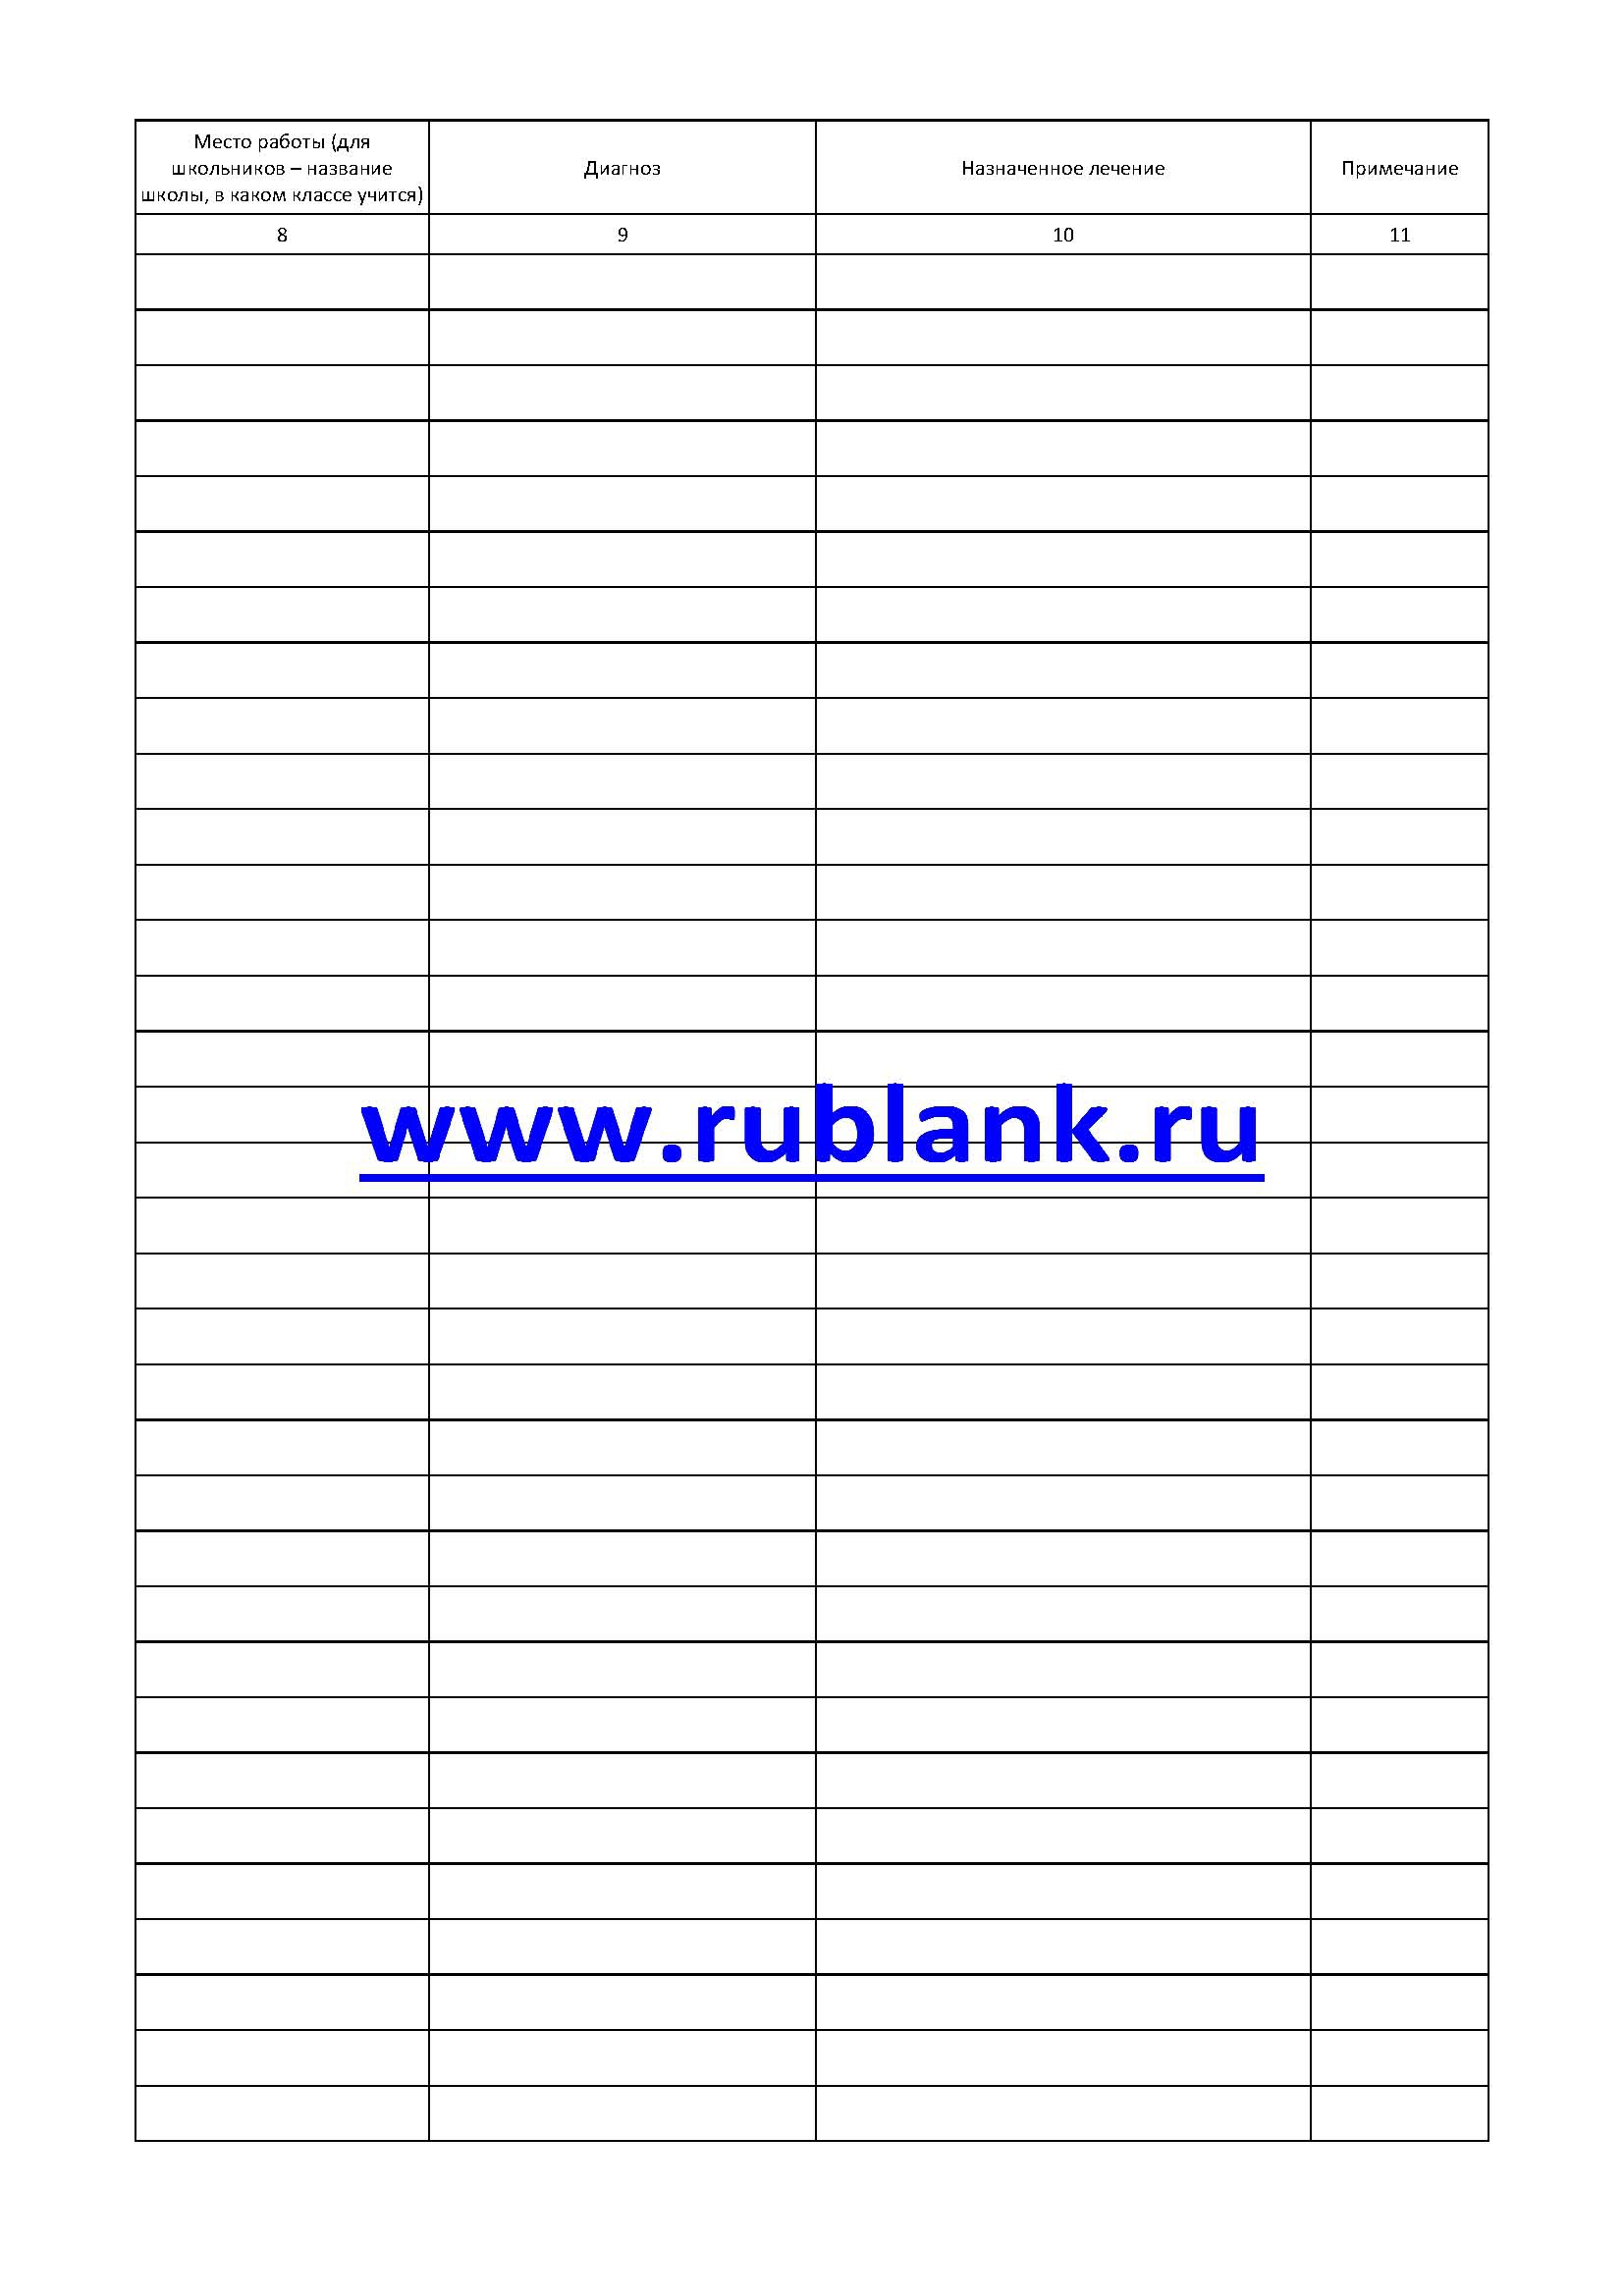 Место работы (для
школьников – название
школы, в каком классе учится)
Диагноз
Назначенное лечение
Примечание
8
9
10
11
www.rublank.ru